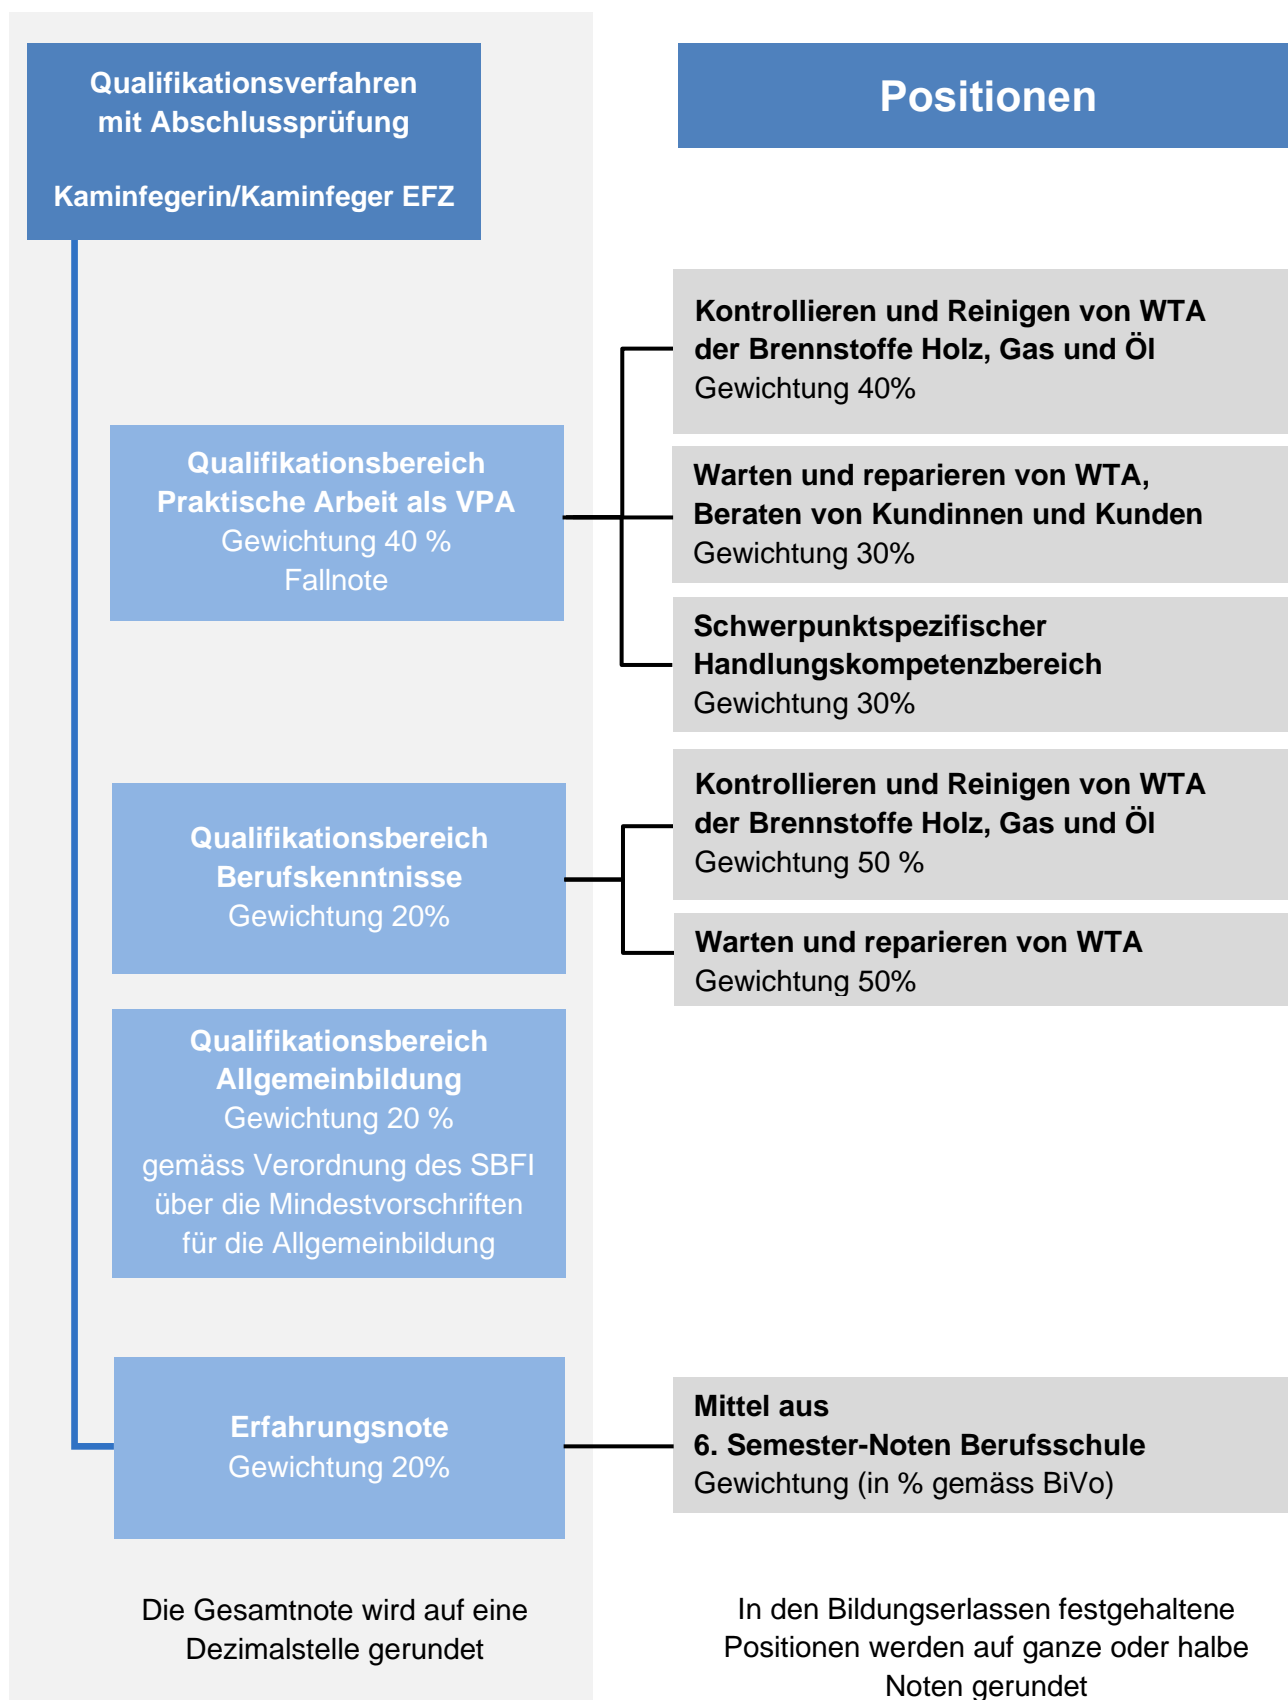 Qualifikationsverfahren
mit Abschlussprüfung
Kaminfegerin/Kaminfeger EFZ
Positionen
Kontrollieren und Reinigen von WTA
der Brennstoffe Holz, Gas und Öl
Gewichtung 40%
Qualifikationsbereich
Praktische Arbeit als VPA
Gewichtung 40 %
Fallnote
Warten und reparieren von WTA,
Beraten von Kundinnen und Kunden
Gewichtung 30%
Schwerpunktspezifischer
Handlungskompetenzbereich
Gewichtung 30%
Qualifikationsbereich
Berufskenntnisse
Gewichtung 20%
Kontrollieren und Reinigen von WTA
der Brennstoffe Holz, Gas und Öl
Gewichtung 50 %
Warten und reparieren von WTA
Gewichtung 50%
Qualifikationsbereich
Allgemeinbildung
Gewichtung 20 %
gemäss Verordnung des SBFI
über die Mindestvorschriften
für die Allgemeinbildung
Erfahrungsnote
Gewichtung 20%
Mittel aus
6. Semester-Noten Berufsschule
Gewichtung (in % gemäss BiVo)
Die Gesamtnote wird auf eine
Dezimalstelle gerundet
In den Bildungserlassen festgehaltene
Positionen werden auf ganze oder halbe
Noten gerundet